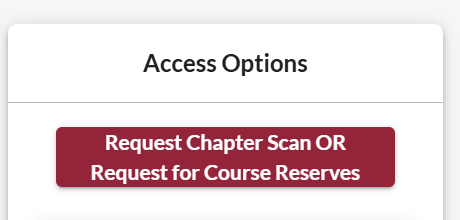 Access Options
Request Chapter Scan OR
Request for Course Reserves